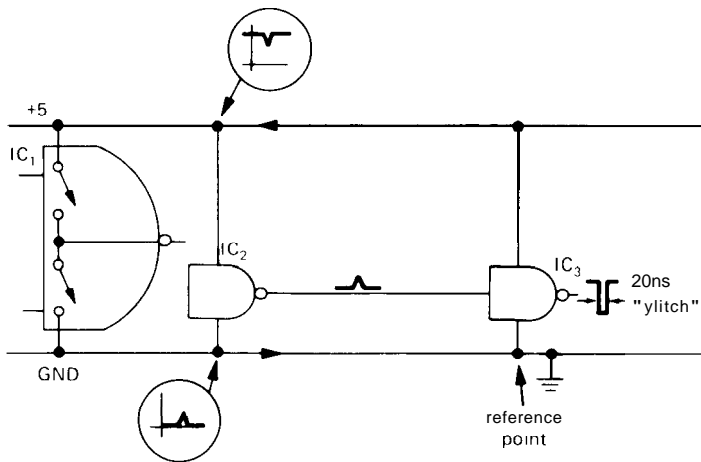 +5
IC₁
IC₂
IC₃
20ns
"ylitch"
GND
reference
point